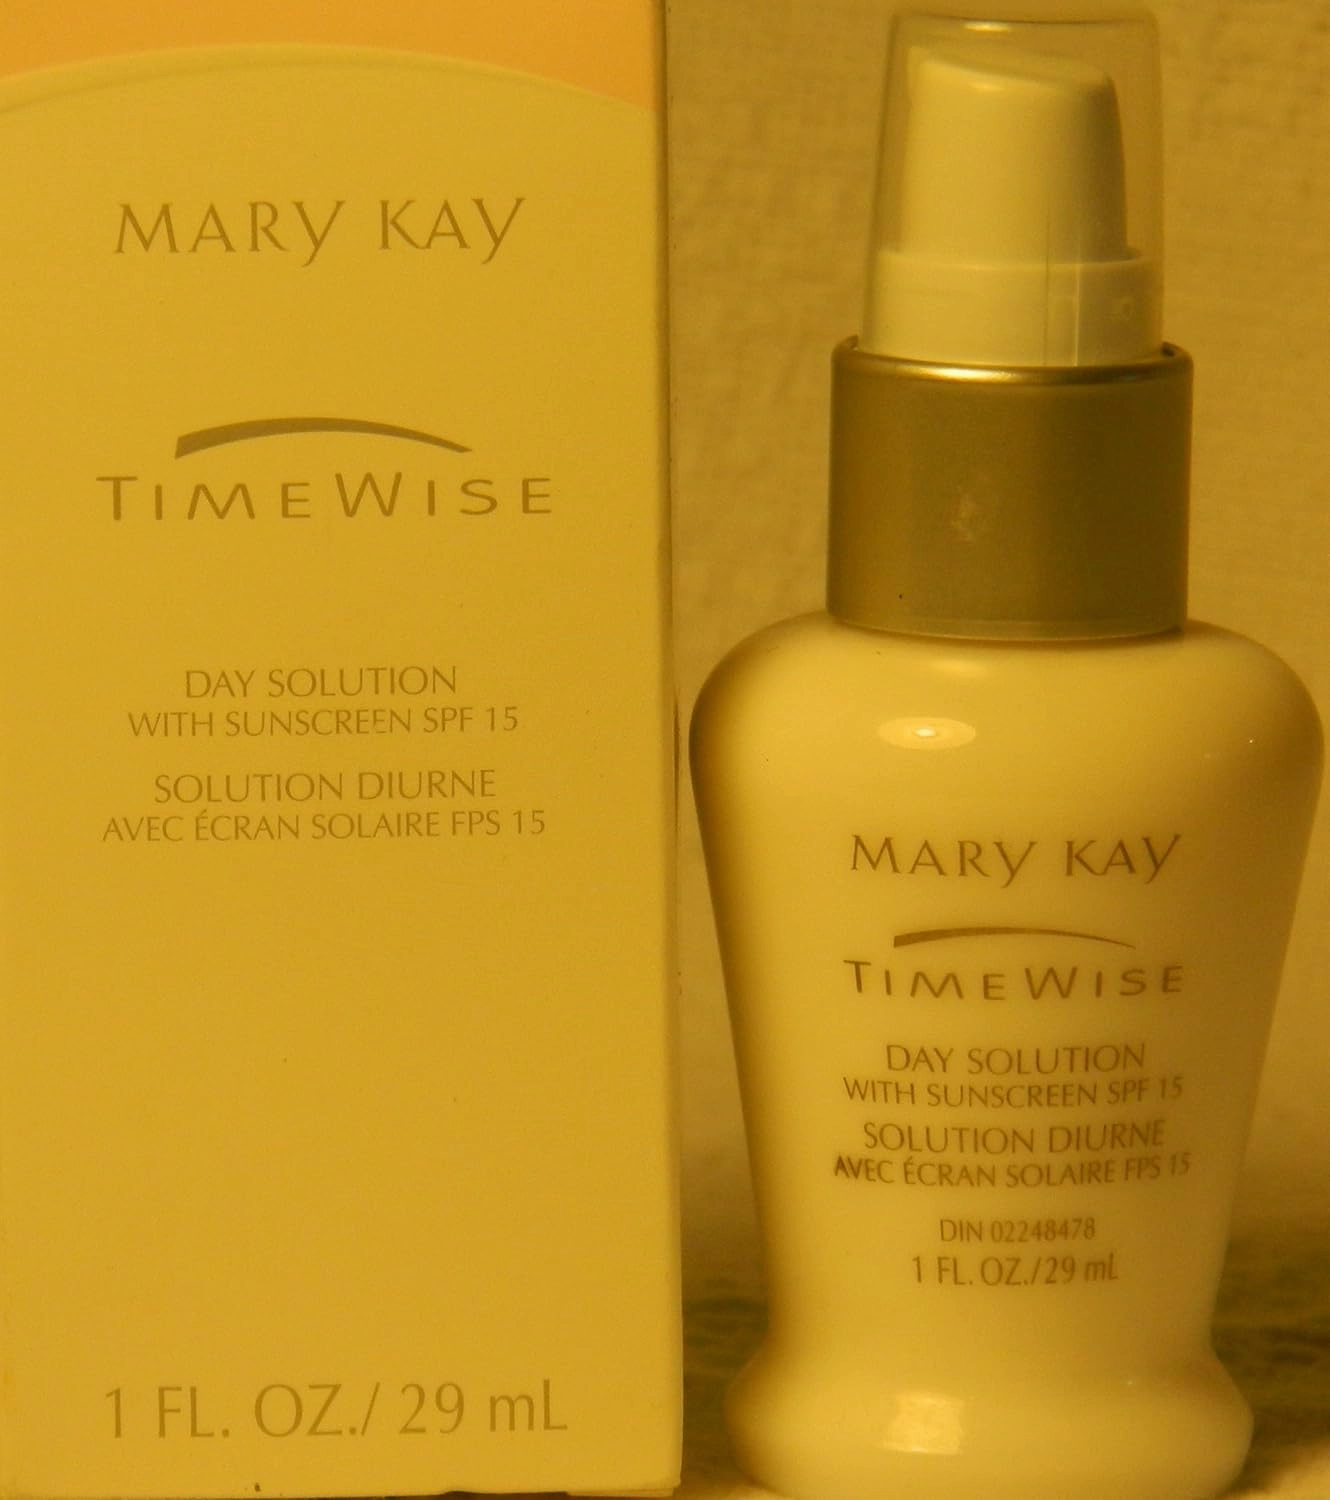 MARY KAY
TIMEWISE
DAY SOLUTION
WITH SUNSCREEN SPF 15
SOLUTION DIURNE
AVEC ÉCRAN SOLAIRE FPS 15
1 FL. OZ./ 29 mL
MARY KAY
TIMEWISE
DAY SOLUTION
WITH SUNSCREEN SPF 15
SOLUTION DIURNE
AVEC ÉCRAN SOLAIRE FPS 15
DIN 02248478
1 FL. OZ./29 mL